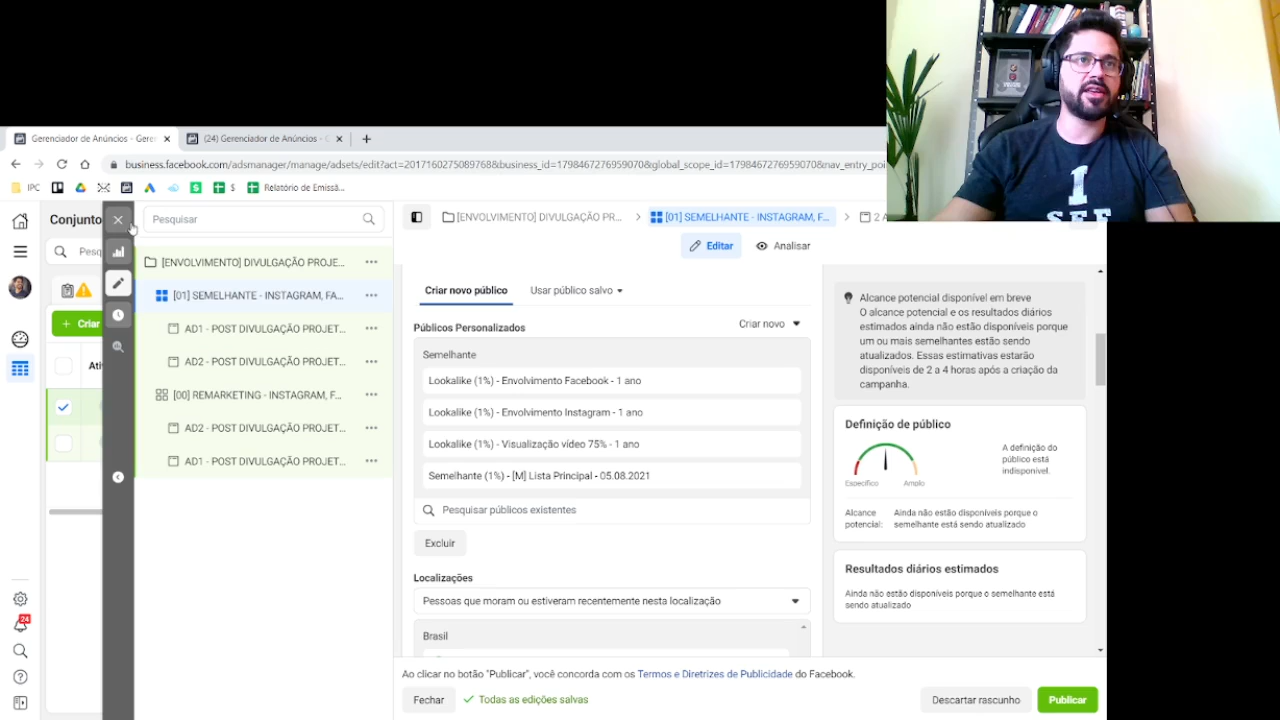 Gerenciador de Anúncios - Geren
(24) Gerenciador de Anúncios - G
business.facebook.com/adsmanager/manage/adsets/edit?act=2017160275089768&business_id=1798467276959070&global_scope_id=1798467276959070&nav_entry_poi
IPC
$
Relatório de Emissã...
1
SEE
Conjunto
Pesq
Criar
Ati
24
Pesquisar
[ENVOLVIMENTO] DIVULGAÇÃO PROJE...
[01] SEMELHANTE - INSTAGRAM, FA...
AD1 - POST DIVULGAÇÃO PROJET...
AD2 - POST DIVULGAÇÃO PROJET...
[00] REMARKETING - INSTAGRAM, F...
AD2 - POST DIVULGAÇÃO PROJET...
AD1 - POST DIVULGAÇÃO PROJET...
[ENVOLVIMENTO] DIVULGAÇÃO PR...
[01] SEMELHANTE - INSTAGRAM, F...
2 A
Editar
Analisar
Criar novo público
Usar público salvo
Públicos Personalizados
Criar novo
Semelhante
Lookalike (1%) - Envolvimento Facebook - 1 ano
Lookalike (1%) - Envolvimento Instagram - 1 ano
Lookalike (1%) - Visualização vídeo 75% - 1 ano
Semelhante (1%) - [M] Lista Principal - 05.08.2021
Pesquisar públicos existentes
Excluir
Localizações
Pessoas que moram ou estiveram recentemente nesta localização
Brasil
Alcance potencial disponível em breve
O alcance potencial e os resultados diários
estimados ainda não estão disponíveis porque
um ou mais semelhantes estão sendo
atualizados. Essas estimativas estarão
disponíveis de 2 a 4 horas após a criação da
campanha.
Definição de público
Específico
Amplo
A definição do
público está
indisponível.
Alcance
potencial:
Ainda não estão disponíveis porque o
semelhante está sendo atualizado
Resultados diários estimados
Ainda não estão disponíveis porque o semelhante está
sendo atualizado
Ao clicar no botão "Publicar", você concorda com os Termos e Diretrizes de Publicidade do Facebook.
Fechar
Todas as edições salvas
Descartar rascunho
Publicar